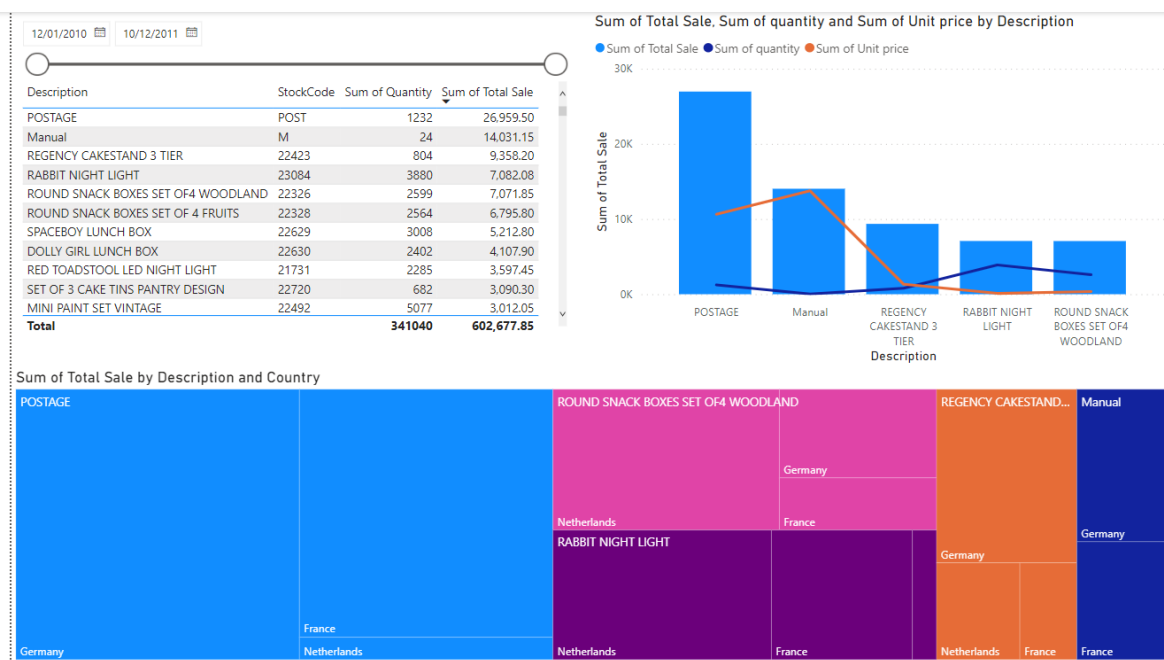 12/01/2010 10/12/2011
Description StockCode Sum of Quantity Sum of Total Sale
POSTAGE POST 1232 26,959.50
Manual M 24 14,031.15
REGENCY CAKESTAND 3 TIER 22423 804 9,358.20
RABBIT NIGHT LIGHT 23084 3880 7,082.08
ROUND SNACK BOXES SET OF4 WOODLAND 22326 2599 7,071.85
ROUND SNACK BOXES SET OF 4 FRUITS 22328 2564 6,795.80
SPACEBOY LUNCH BOX 22629 3008 5,212.80
DOLLY GIRL LUNCH BOX 22630 2402 4,107.90
RED TOADSTOOL LED NIGHT LIGHT 21731 2285 3,597.45
SET OF 3 CAKE TINS PANTRY DESIGN 22720 682 3,090.30
MINI PAINT SET VINTAGE 22492 5077 3,012.05
Total 341040 602,677.85
Sum of Total Sale, Sum of quantity and Sum of Unit price by Description
Sum of Total Sale Sum of quantity Sum of Unit price
30K
20K
10K
0K
Sum of Total Sale
POSTAGE
Manual
REGENCY
CAKESTAND 3
TIER
RABBIT NIGHT
LIGHT
ROUND SNACK
BOXES SET OF4
WOODLAND
Description
Sum of Total Sale by Description and Country
POSTAGE
Germany
France
Netherlands
ROUND SNACK BOXES SET OF4 WOODLAND
Netherlands
Germany
France
RABBIT NIGHT LIGHT
Netherlands
France
REGENCY CAKESTAND...
Germany
Netherlands
France
Manual
Germany
France